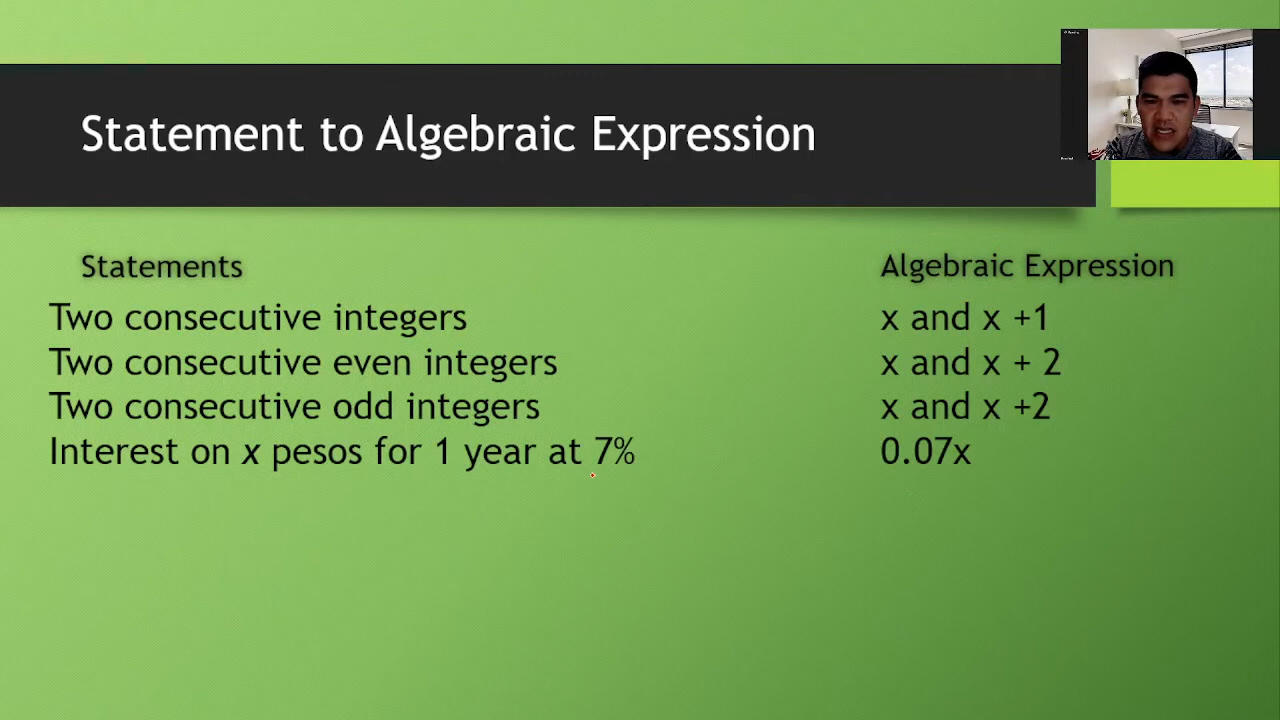 Statement to Algebraic Expression
Statements Algebraic Expression
Two consecutive integers x and x +1
Two consecutive even integers x and x + 2
Two consecutive odd integers x and x +2
Interest on x pesos for 1 year at 7% 0.07x